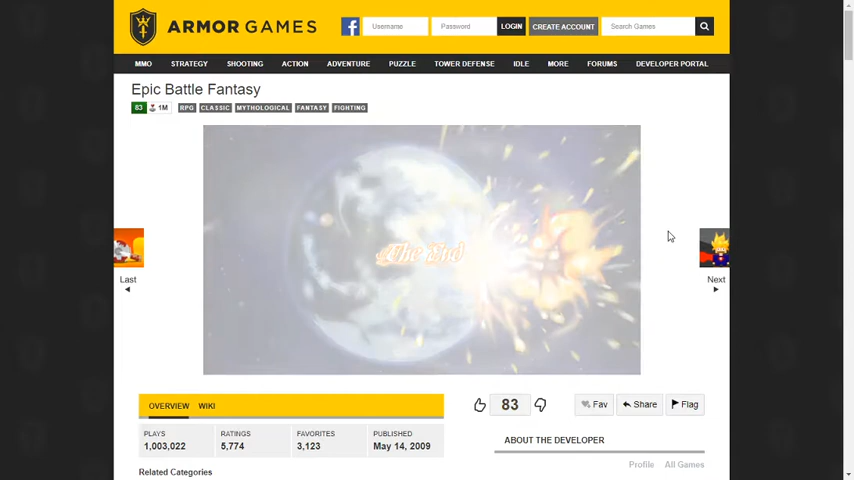 ARMOR GAMES
Username
Password
LOGIN
CREATE ACCOUNT
Search Games
MMO STRATEGY SHOOTING ACTION ADVENTURE PUZZLE TOWER DEFENSE IDLE MORE FORUMS DEVELOPER PORTAL
Epic Battle Fantasy
83 1M RPG CLASSIC MYTHOLOGICAL FANTASY FIGHTING
The End
Last
Next
OVERVIEW WIKI
83
Fav
Share
Flag
PLAYS RATINGS FAVORITES PUBLISHED
1,003,022 5,774 3,123 May 14, 2009
ABOUT THE DEVELOPER
Profile All Games
Related Categories